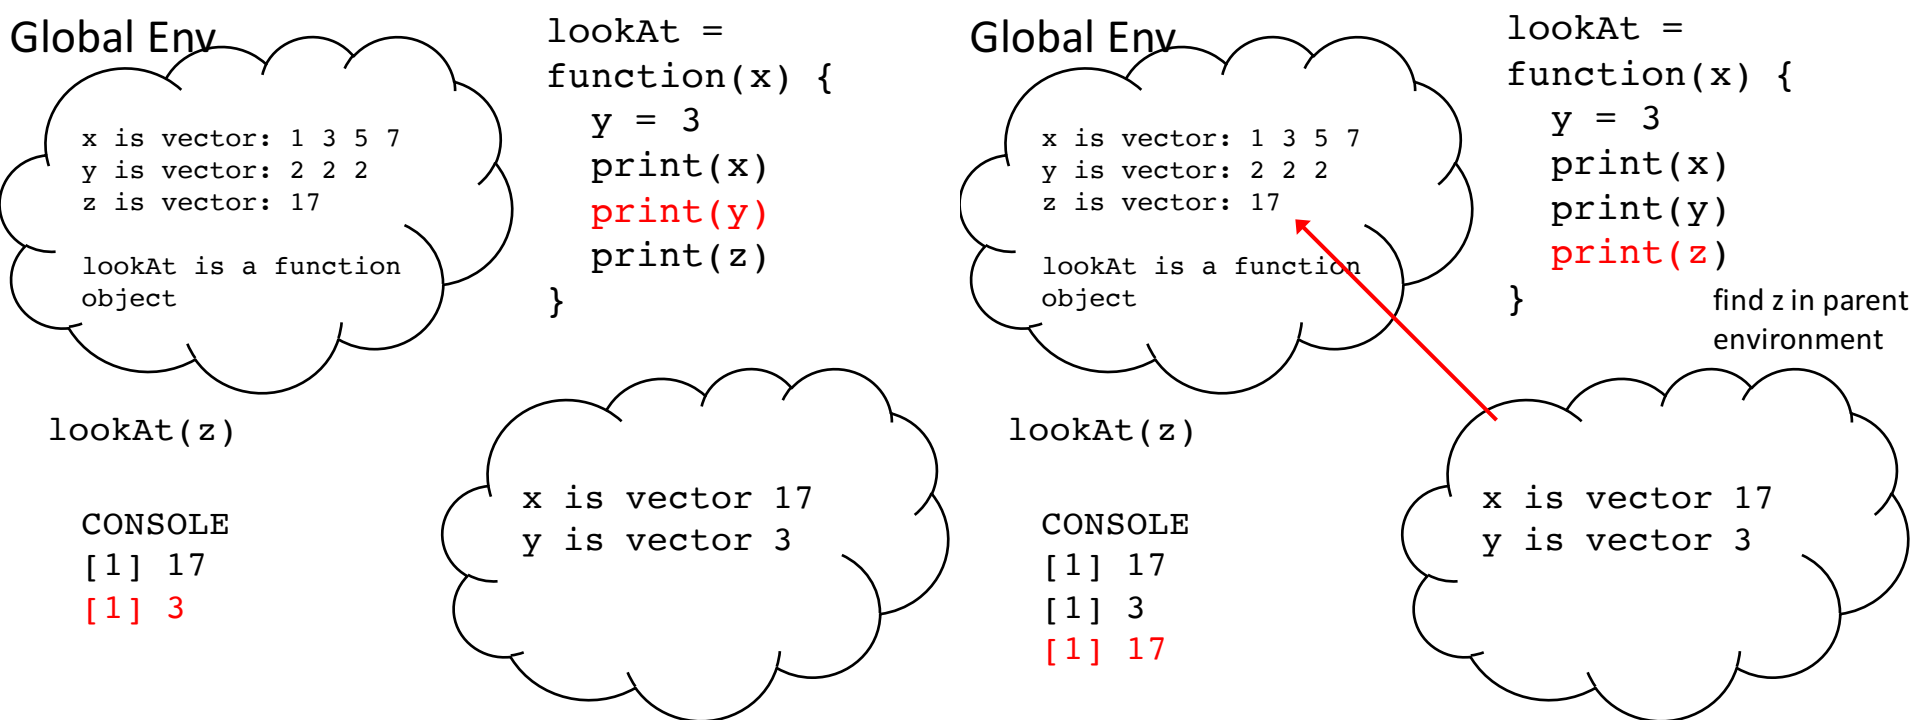 Global Env
x is vector: 1 3 5 7
y is vector: 2 2 2
z is vector: 17
lookAt is a function
object
lookAt =
function(x) {
  y = 3
  print(x)
  print(y)
  print(z)
}
lookAt(z)
CONSOLE
[1] 17
[1] 3
x is vector 17
y is vector 3
Global Env
x is vector: 1 3 5 7
y is vector: 2 2 2
z is vector: 17
lookAt is a function
object
lookAt =
function(x) {
  y = 3
  print(x)
  print(y)
  print(z)
}
find z in parent
environment
lookAt(z)
CONSOLE
[1] 17
[1] 3
[1] 17
x is vector 17
y is vector 3